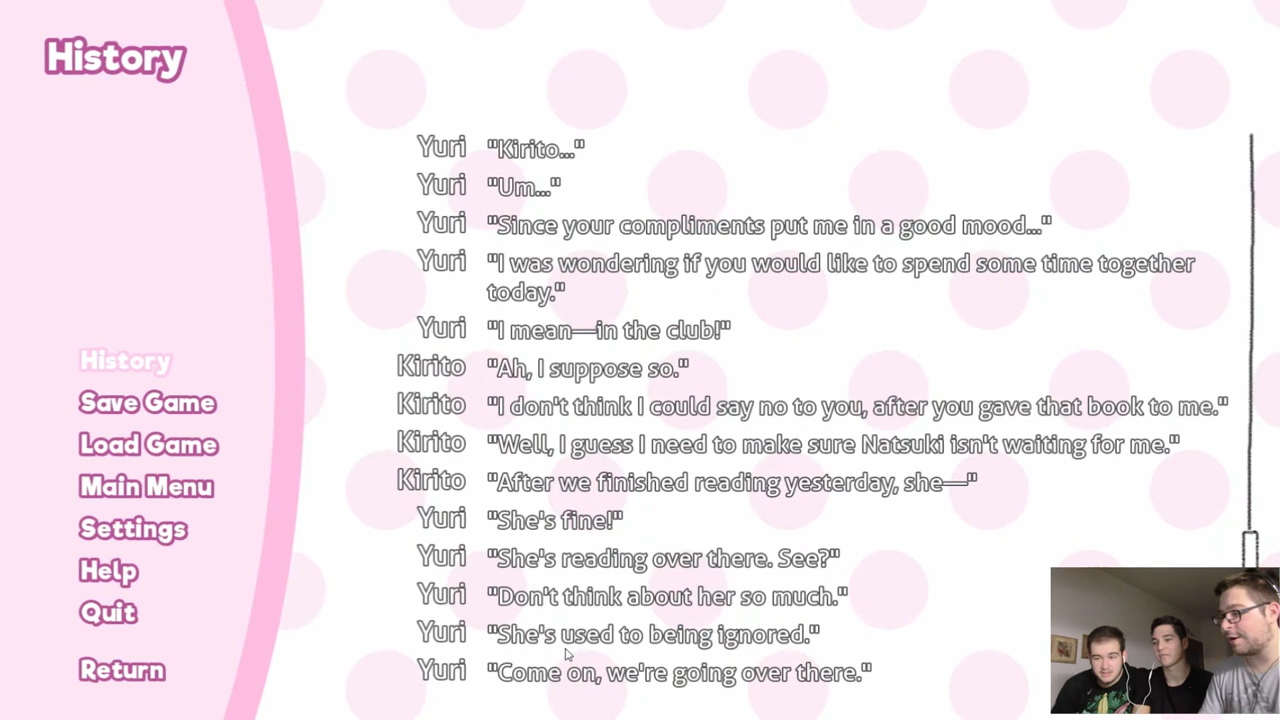 History
Yuri "Kirito..."
Yuri "Um..."
Yuri "Since your compliments put me in a good mood..."
Yuri "I was wondering if you would like to spend some time together
today."
Yuri "I mean—in the club!"
Kirito "Ah, I suppose so."
Kirito "I don't think I could say no to you, after you gave that book to me."
Kirito "Well, I guess I need to make sure Natsuki isn't waiting for me."
Kirito "After we finished reading yesterday, she—"
Yuri "She's fine!"
Yuri "She's reading over there. See?"
Yuri "Don't think about her so much."
Yuri "She's used to being ignored."
Yuri "Come on, we're going over there."
History
Save Game
Load Game
Main Menu
Settings
Help
Quit
Return